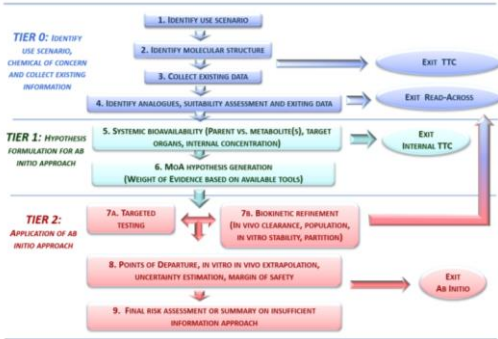 TIER 0: IDENTIFY
USE SCENARIO,
CHEMICAL OF CONCERN
AND COLLECT EXISTING
INFORMATION
1. IDENTIFY USE SCENARIO
2. IDENTIFY MOLECULAR STRUCTURE
3. COLLECT EXISTING DATA
4. IDENTIFY ANALOGUES, SUITABILITY ASSESSMENT AND EXITING DATA
EXIT TTC
EXIT READ-ACROSS
TIER 1: HYPOTHESIS
FORMULATION FOR AB
INITIO APPROACH
5. SYSTEMIC BIOAVAILABILITY (PARENT VS. METABOLITE(S), TARGET
ORGANS, INTERNAL CONCENTRATION)
6. MOA HYPOTHESIS GENERATION
(WEIGHT OF EVIDENCE BASED ON AVAILABLE TOOLS)
EXIT
INTERNAL TTC
TIER 2:
APPLICATION OF AB
INITIO APPROACH
7A. TARGETED
TESTING
7B. BIOKINETIC REFINEMENT
(IN VIVO CLEARANCE, POPULATION,
IN VITRO STABILITY, PARTITION)
8. POINTS OF DEPARTURE, IN VITRO IN VIVO EXTRAPOLATION,
UNCERTAINTY ESTIMATION, MARGIN OF SAFETY
9. FINAL RISK ASSESSMENT OR SUMMARY ON INSUFFICIENT
INFORMATION APPROACH
EXIT
AB INITIO